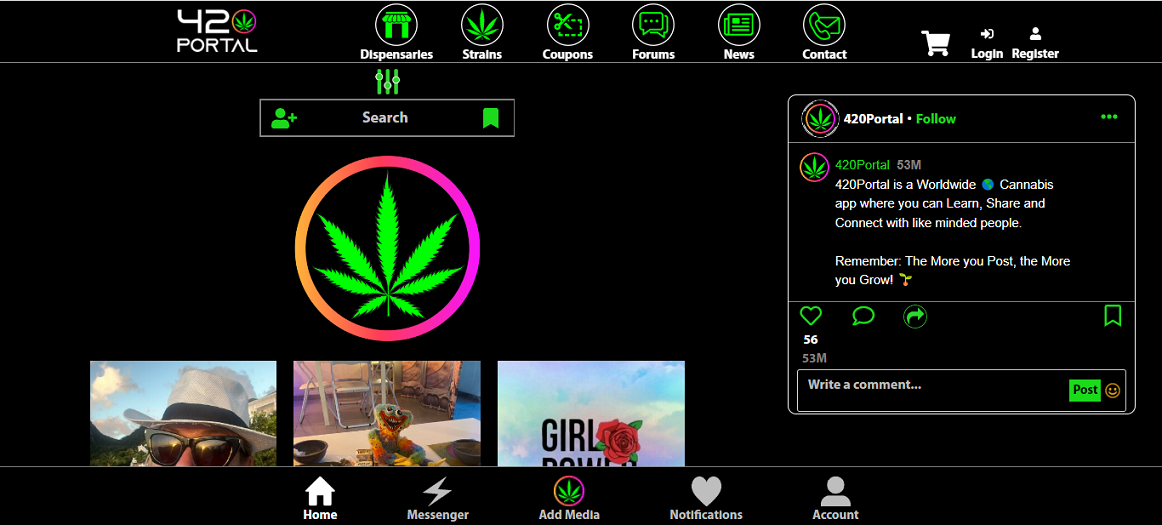 420
PORTAL
Dispensaries
Strains
Coupons
Forums
News
Contact
Login
Register
Search
420Portal • Follow
420Portal 53M
420Portal is a Worldwide 🌎 Cannabis
app where you can Learn, Share and
Connect with like minded people.
Remember: The More you Post, the More
you Grow! 🌱
56
53M
Write a comment...
Post
GIRL
POWER
Home
Messenger
Add Media
Notifications
Account